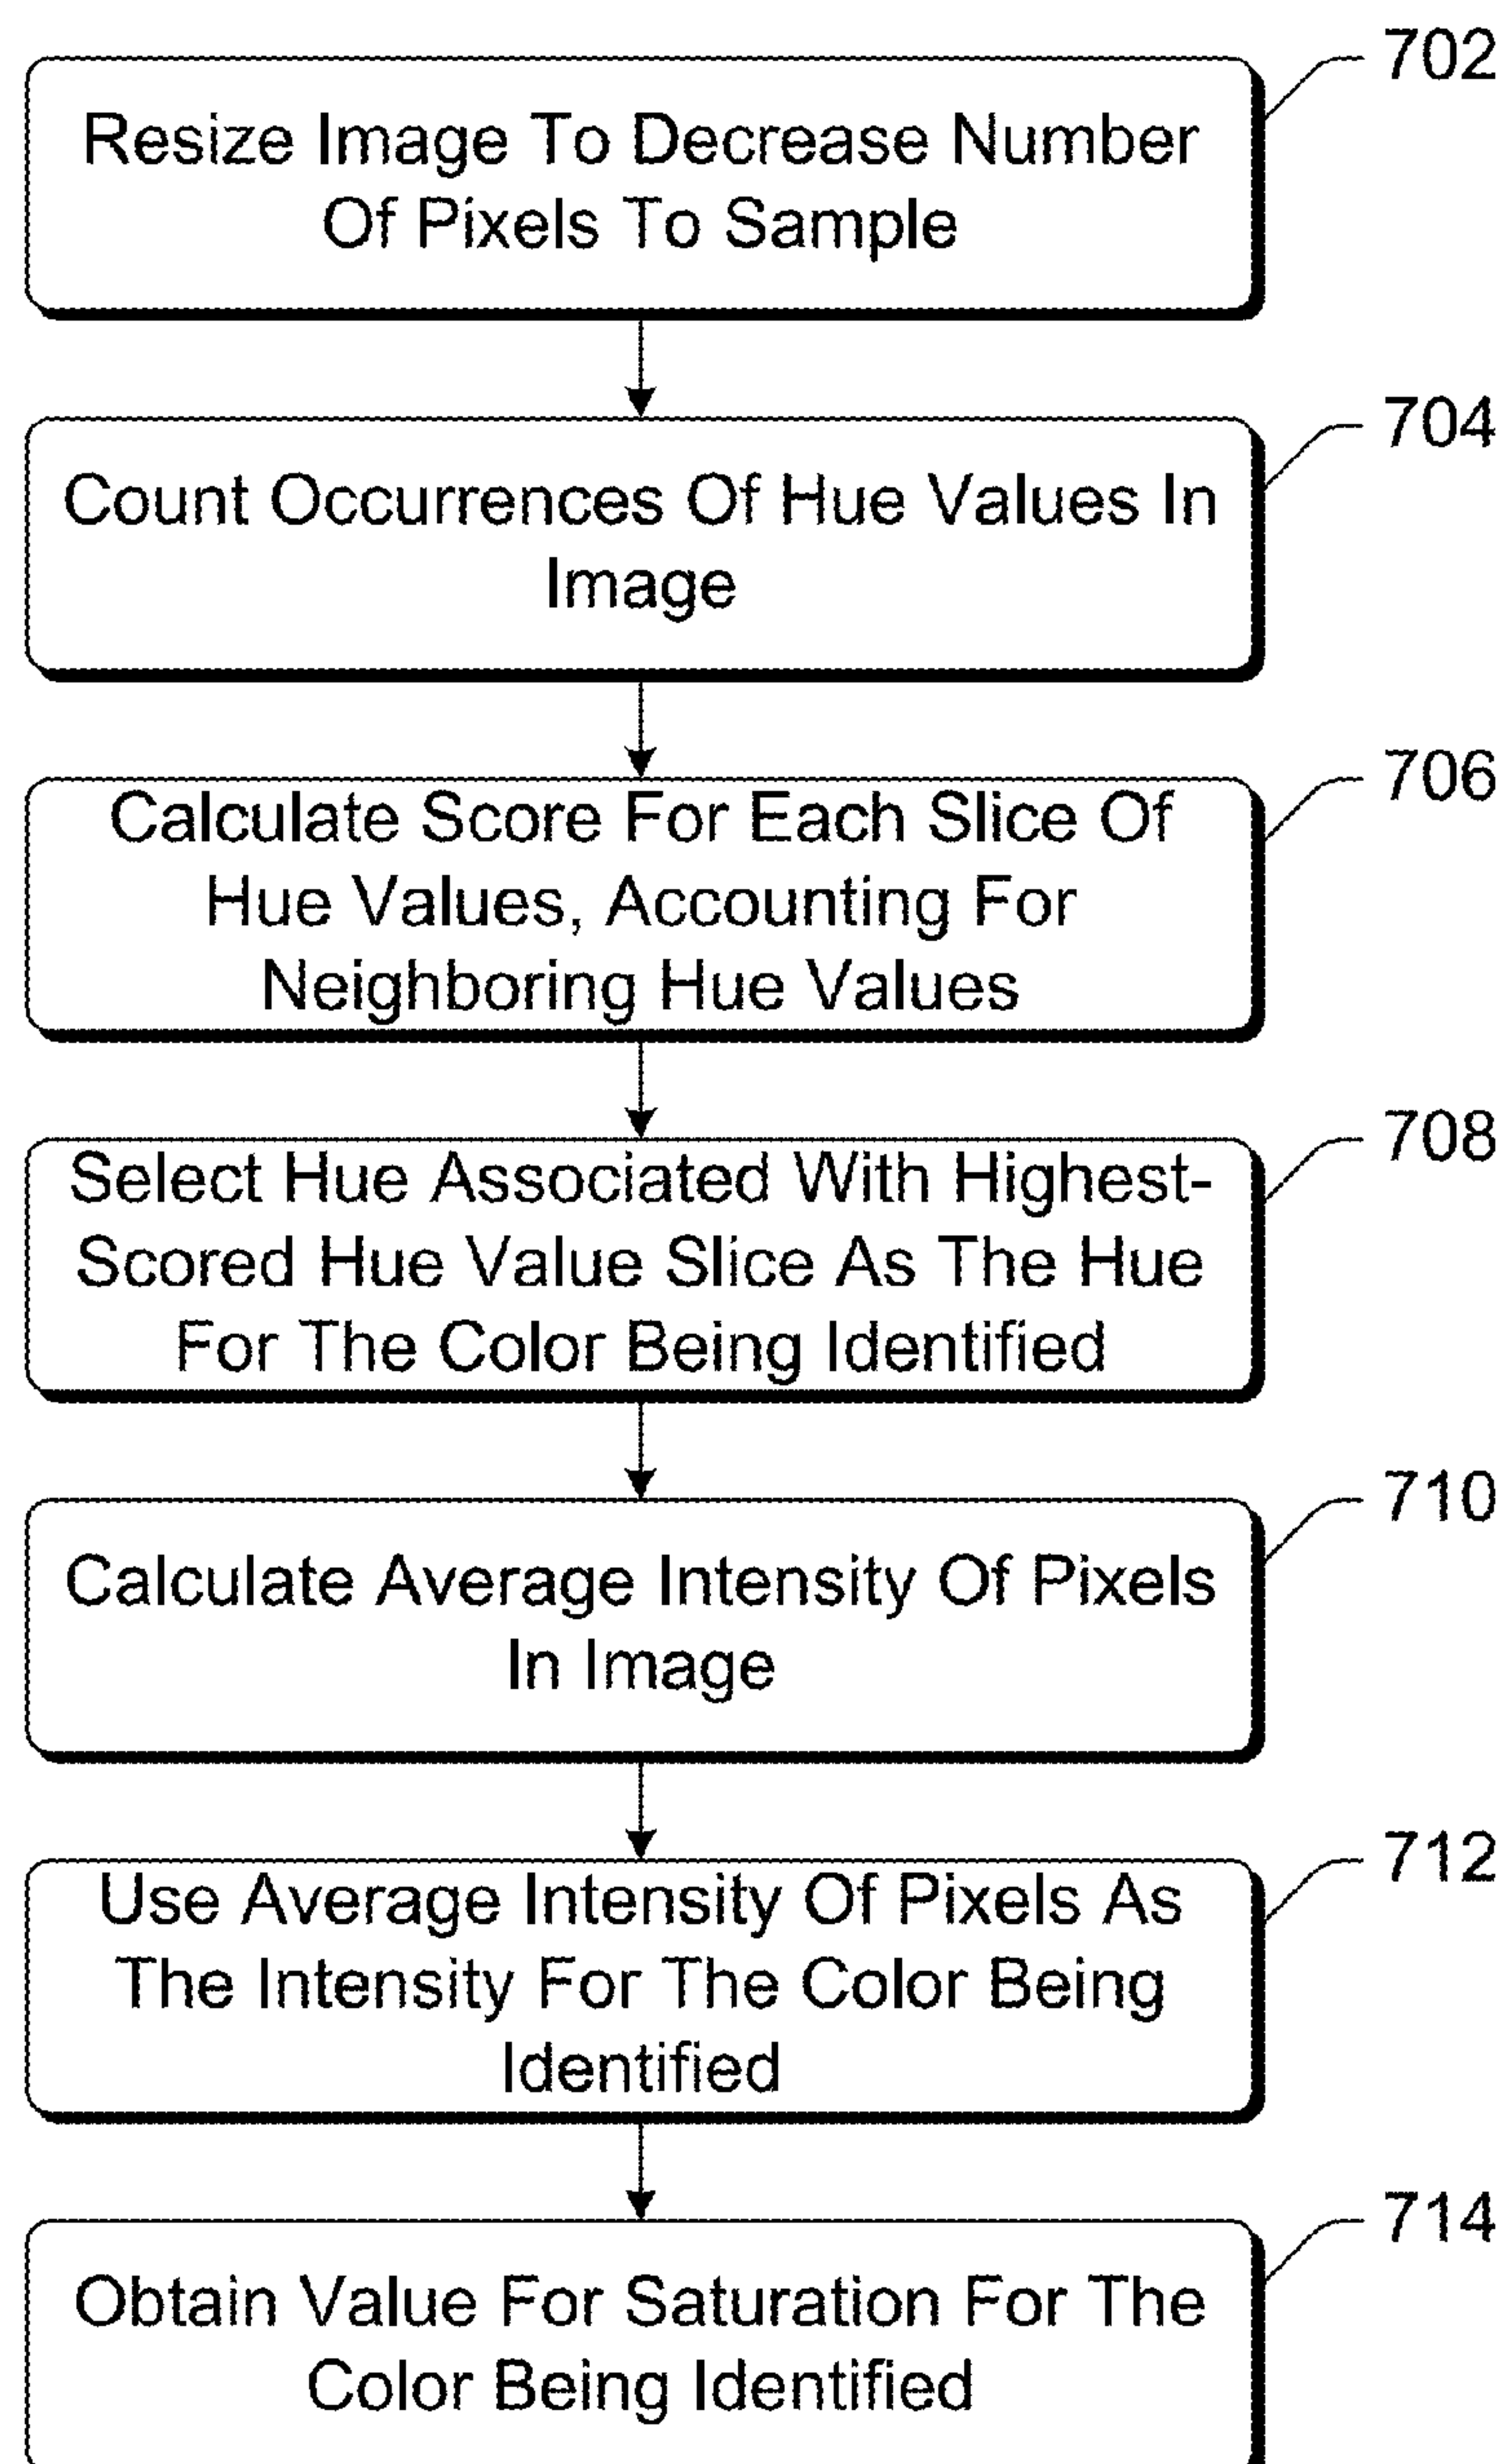 702
Resize Image To Decrease Number
Of Pixels To Sample
704
Count Occurrences Of Hue Values In
Image
706
Calculate Score For Each Slice Of
Hue Values, Accounting For
Neighboring Hue Values
708
Select Hue Associated With Highest-
Scored Hue Value Slice As The Hue
For The Color Being Identified
710
Calculate Average Intensity Of Pixels
In Image
712
Use Average Intensity Of Pixels As
The Intensity For The Color Being
Identified
714
Obtain Value For Saturation For The
Color Being Identified